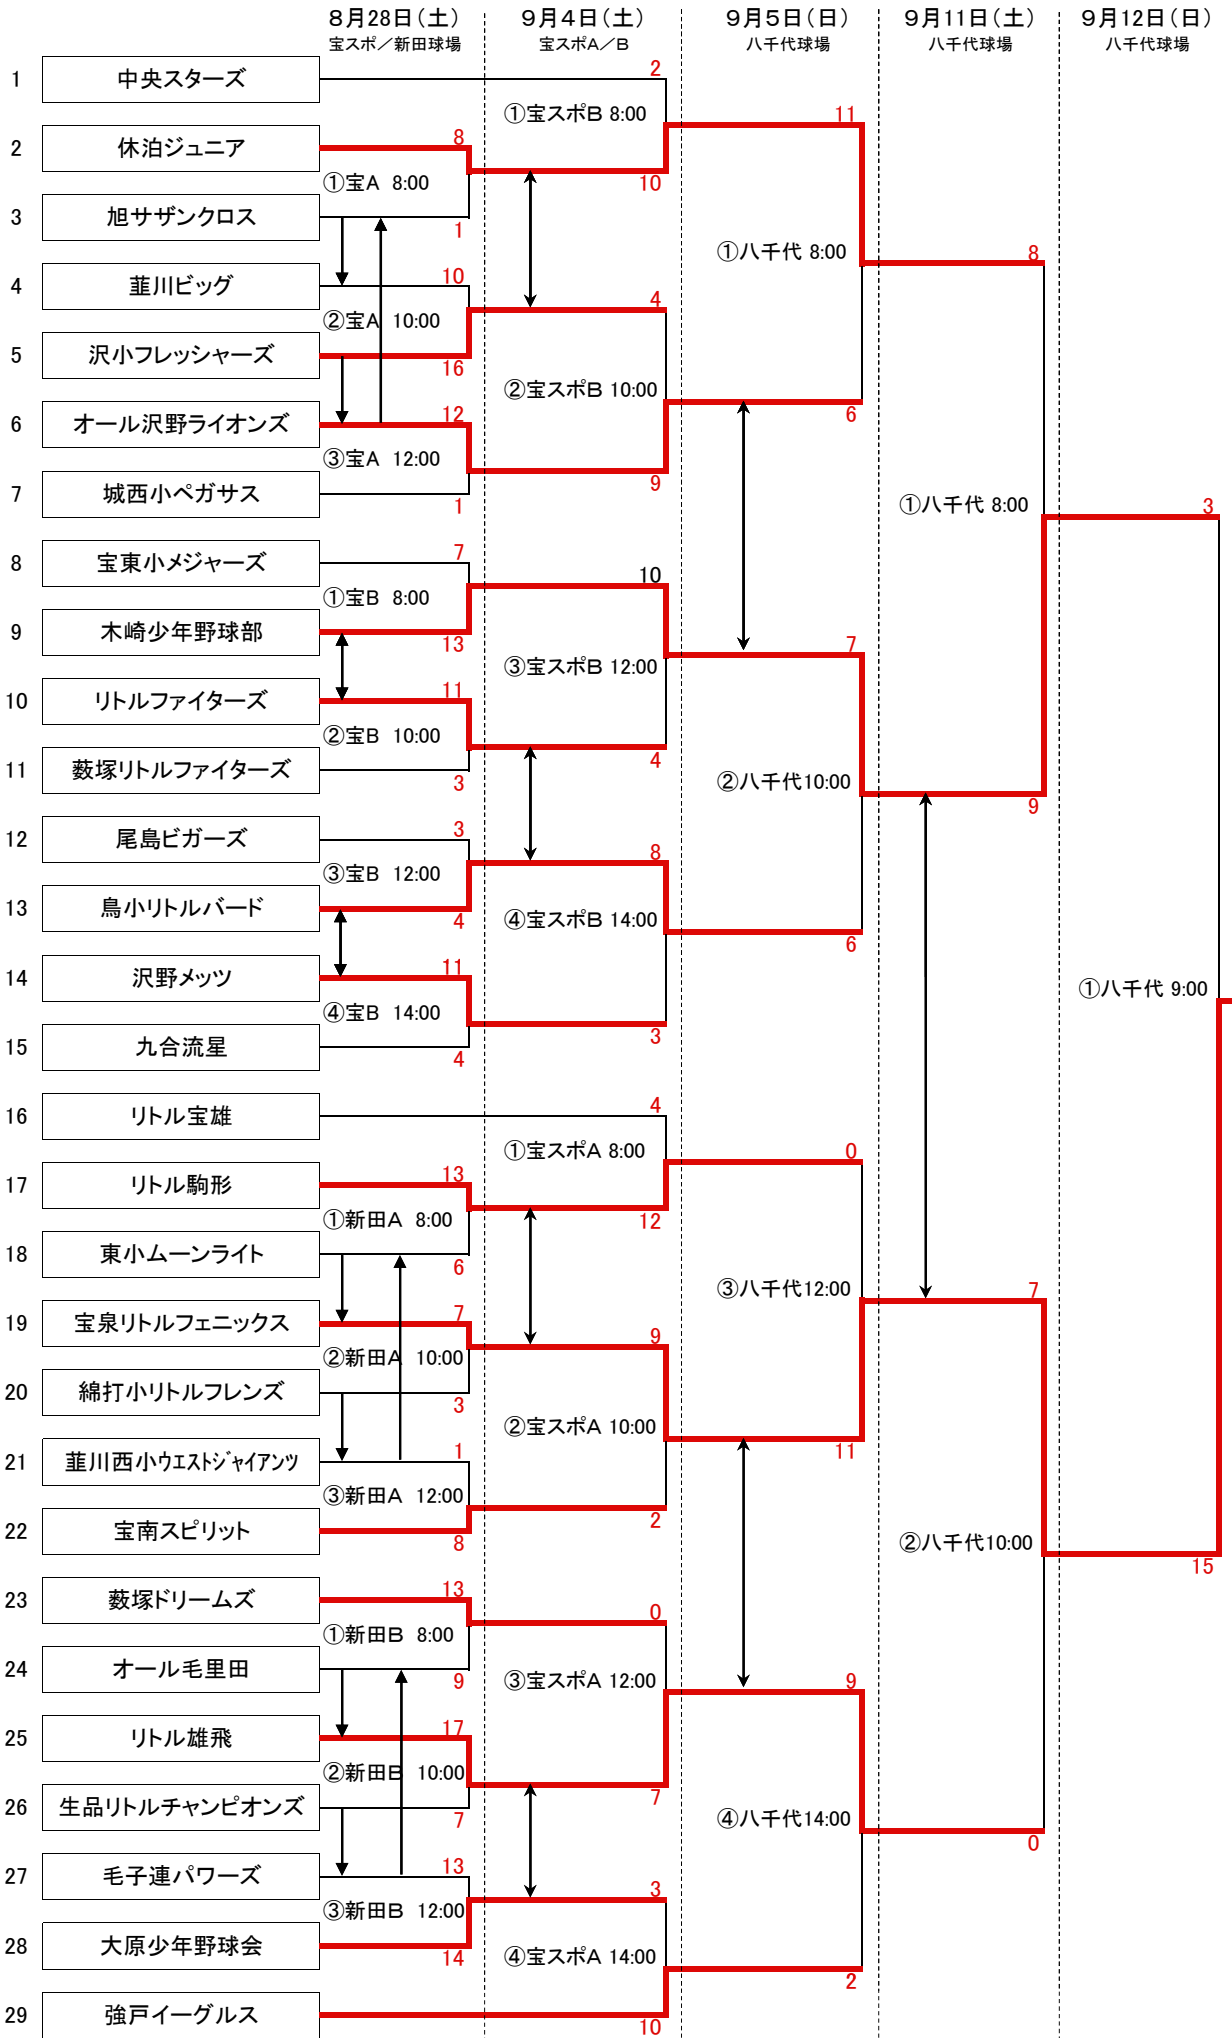 ８月28日（土）
９月４日（土）
９月５日（日）
９月11日（土）
９月12日（日）
宝スポ／新田球場
宝スポＡ／Ｂ
八千代球場
八千代球場
八千代球場
1 中央スターズ 2
①宝スポＢ 8:00
11
2 休泊ジュニア 8
①宝Ａ 8:00
10
3 旭サザンクロス 1
①八千代 8:00
8
4 韮川ビッグ 10
4
②宝Ａ 10:00
5 沢小フレッシャーズ 16
②宝スポＢ 10:00
6 オール沢野ライオンズ 12
6
③宝Ａ 12:00
9
7 城西小ペガサス 1
①八千代 8:00
3
8 宝東小メジャーズ 7
10
①宝Ｂ 8:00
9 木崎少年野球部 13
7
③宝スポＢ 12:00
10 リトルファイターズ 11
②宝Ｂ 10:00
4
11 薮塚リトルファイターズ 3
②八千代10:00
9
12 尾島ビガーズ 3
8
③宝Ｂ 12:00
13 鳥小リトルバード 4
④宝スポＢ 14:00
6
14 沢野メッツ 11
①八千代 9:00
④宝Ｂ 14:00
3
15 九合流星 4
16 リトル宝雄 4
①宝スポＡ 8:00
0
17 リトル駒形 13
①新田Ａ 8:00
12
18 東小ムーンライト 6
③八千代12:00
7
19 宝泉リトルフェニックス 7
9
②新田Ａ 10:00
20 綿打小リトルフレンズ 3
②宝スポＡ 10:00
11
21 韮川西小ウエストジャイアンツ 1
③新田Ａ 12:00
2
22 宝南スピリット 8
②八千代10:00
15
23 薮塚ドリームズ 13
0
①新田Ｂ 8:00
24 オール毛里田 9
③宝スポＡ 12:00
9
25 リトル雄飛 17
②新田Ｂ 10:00
7
26 生品リトルチャンピオンズ 7
④八千代14:00
0
27 毛子連パワーズ 13
3
③新田Ｂ 12:00
28 大原少年野球会 14
④宝スポＡ 14:00
2
29 強戸イーグルス 10